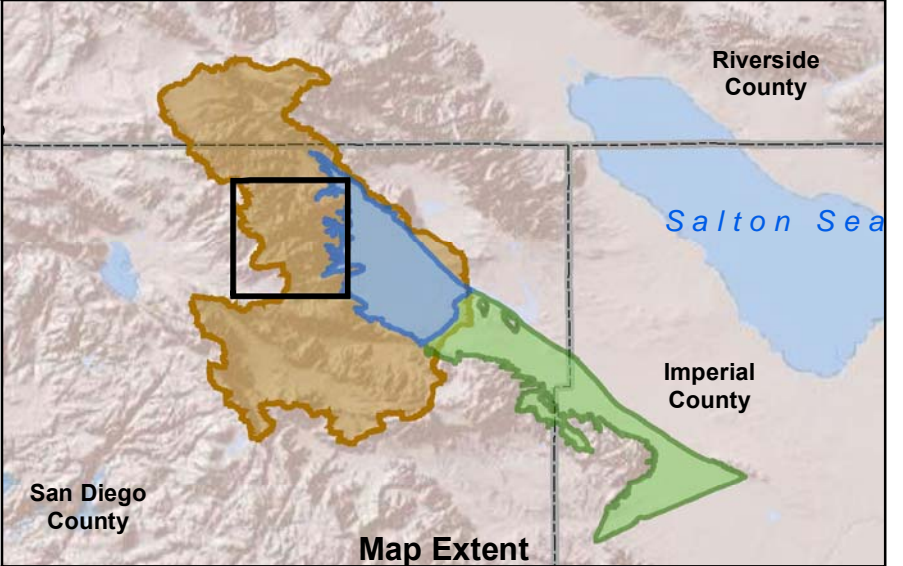 Riverside
County
Salton Sea
Imperial
County
San Diego
County
Map Extent